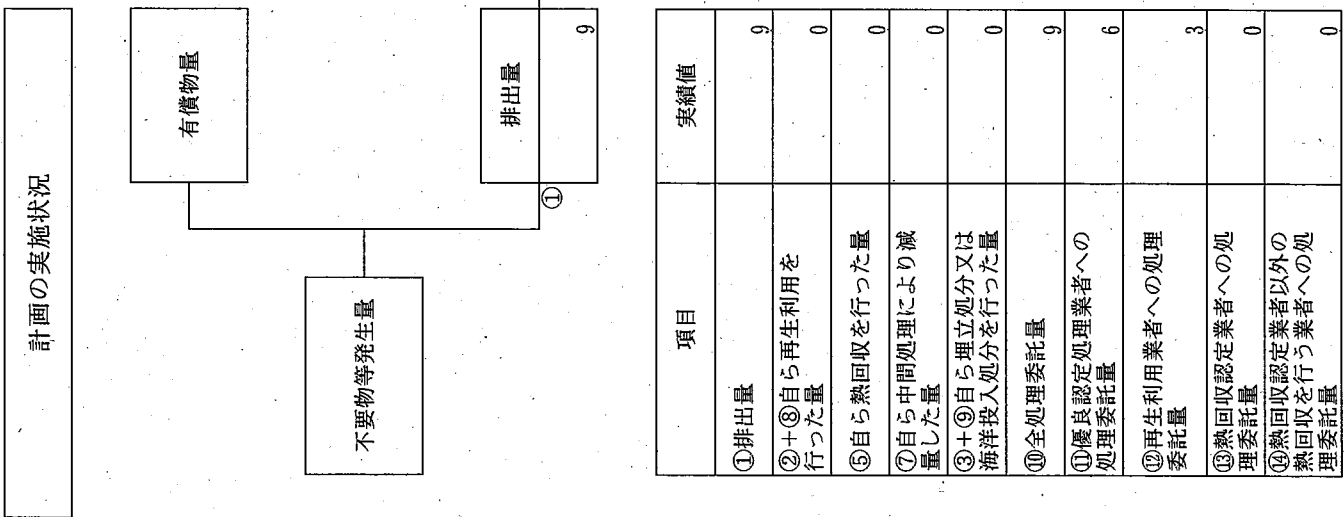 計画の実施状況
有償物量
不要物等発生量
排出量
9
①
項目
実績値
①排出量
9
②+⑧自ら再生利用を
行った量
0
⑤自ら熱回収を行った量
0
⑦自ら中間処理により減
量した量
0
③+⑨自ら埋立処分又は
海洋投入処分を行った量
0
⑩全処理委託量
9
⑪優良認定処理業者への
処理委託量
6
⑫再生利用業者への処理
委託量
3
⑬熱回収認定業者への処
理委託量
0
⑭熱回収認定業者以外の
熱回収を行う業者への処
理委託量
0